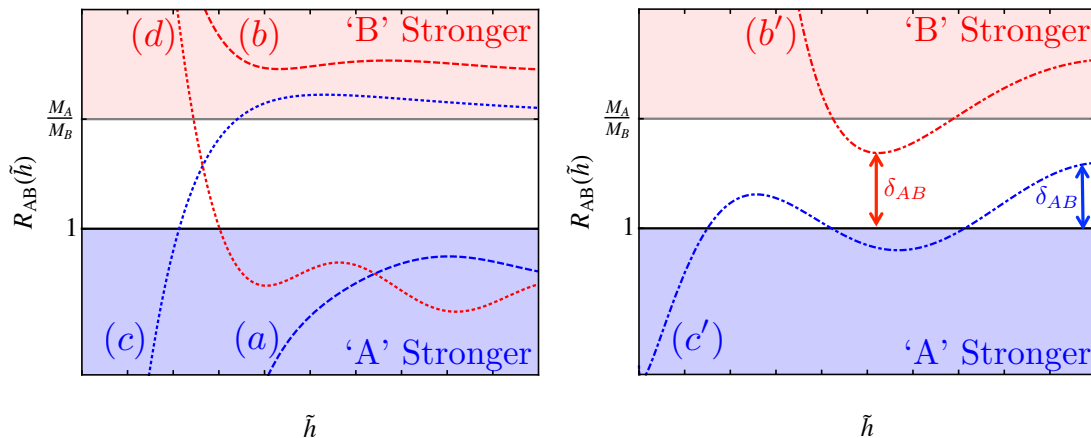 (d)
(b)
'B' Stronger
M_A/M_B
R_AB(h̃)
1
(c)
(a)
'A' Stronger
h̃
(b′)
'B' Stronger
M_A/M_B
R_AB(h̃)
δ_AB
δ_AB
1
(c′)
'A' Stronger
h̃